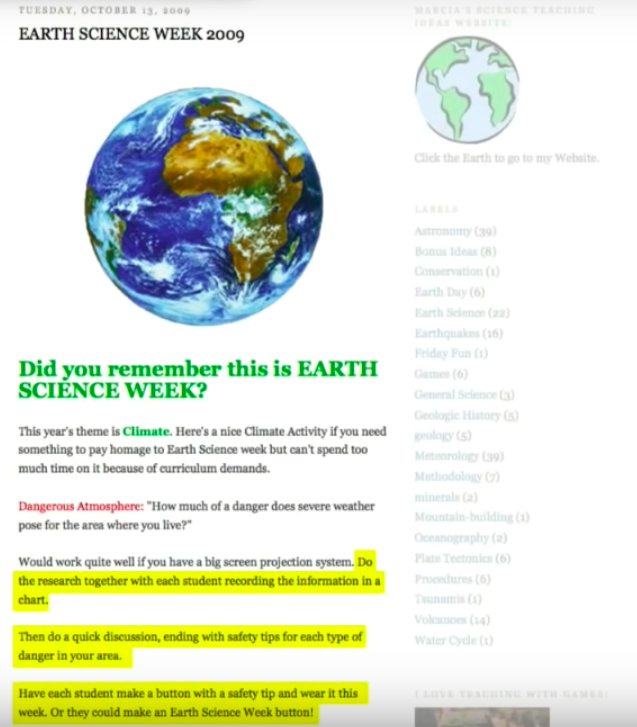 TUESDAY, OCTOBER 13, 2009
EARTH SCIENCE WEEK 2009
Did you remember this is EARTH
SCIENCE WEEK?
This year's theme is Climate. Here's a nice Climate Activity if you need
something to pay homage to Earth Science week but can't spend too
much time on it because of curriculum demands.
Dangerous Atmosphere: "How much of a danger does severe weather
pose for the area where you live?"
Would work quite well if you have a big screen projection system. Do
the research together with each student recording the information in a
chart.
Then do a quick discussion, ending with safety tips for each type of
danger in your area.
Have each student make a button with a safety tip and wear it this
week. Or they could make an Earth Science Week button!
MARCIA'S SCIENCE TEACHING
IDEAS WEBSITE:
Click the Earth to go to my Website.
LABELS
Astronomy (39)
Bonus Ideas (8)
Conservation (1)
Earth Day (6)
Earth Science (22)
Earthquakes (16)
Friday Fun (1)
Games (6)
General Science (3)
Geologic History (5)
geology (5)
Meteorology (39)
Methodology (7)
minerals (2)
Mountain-building (1)
Oceanography (2)
Plate Tectonics (6)
Procedures (6)
Tsunamis (1)
Volcanoes (14)
Water Cycle (1)
I LOVE TEACHING WITH GAMES!